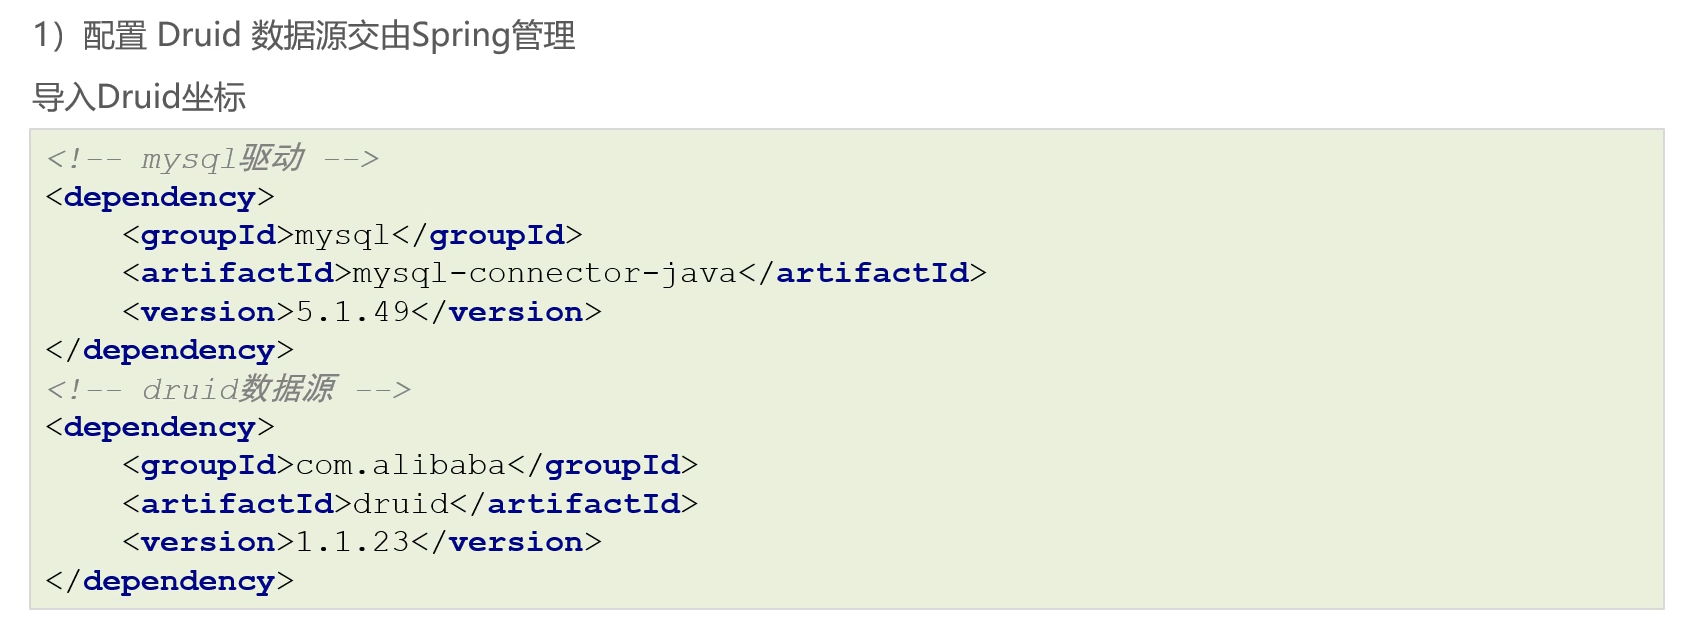 1）配置 Druid 数据源交由Spring管理
导入Druid坐标
<!-- mysql驱动 -->
<dependency>
    <groupId>mysql</groupId>
    <artifactId>mysql-connector-java</artifactId>
    <version>5.1.49</version>
</dependency>
<!-- druid数据源 -->
<dependency>
    <groupId>com.alibaba</groupId>
    <artifactId>druid</artifactId>
    <version>1.1.23</version>
</dependency>